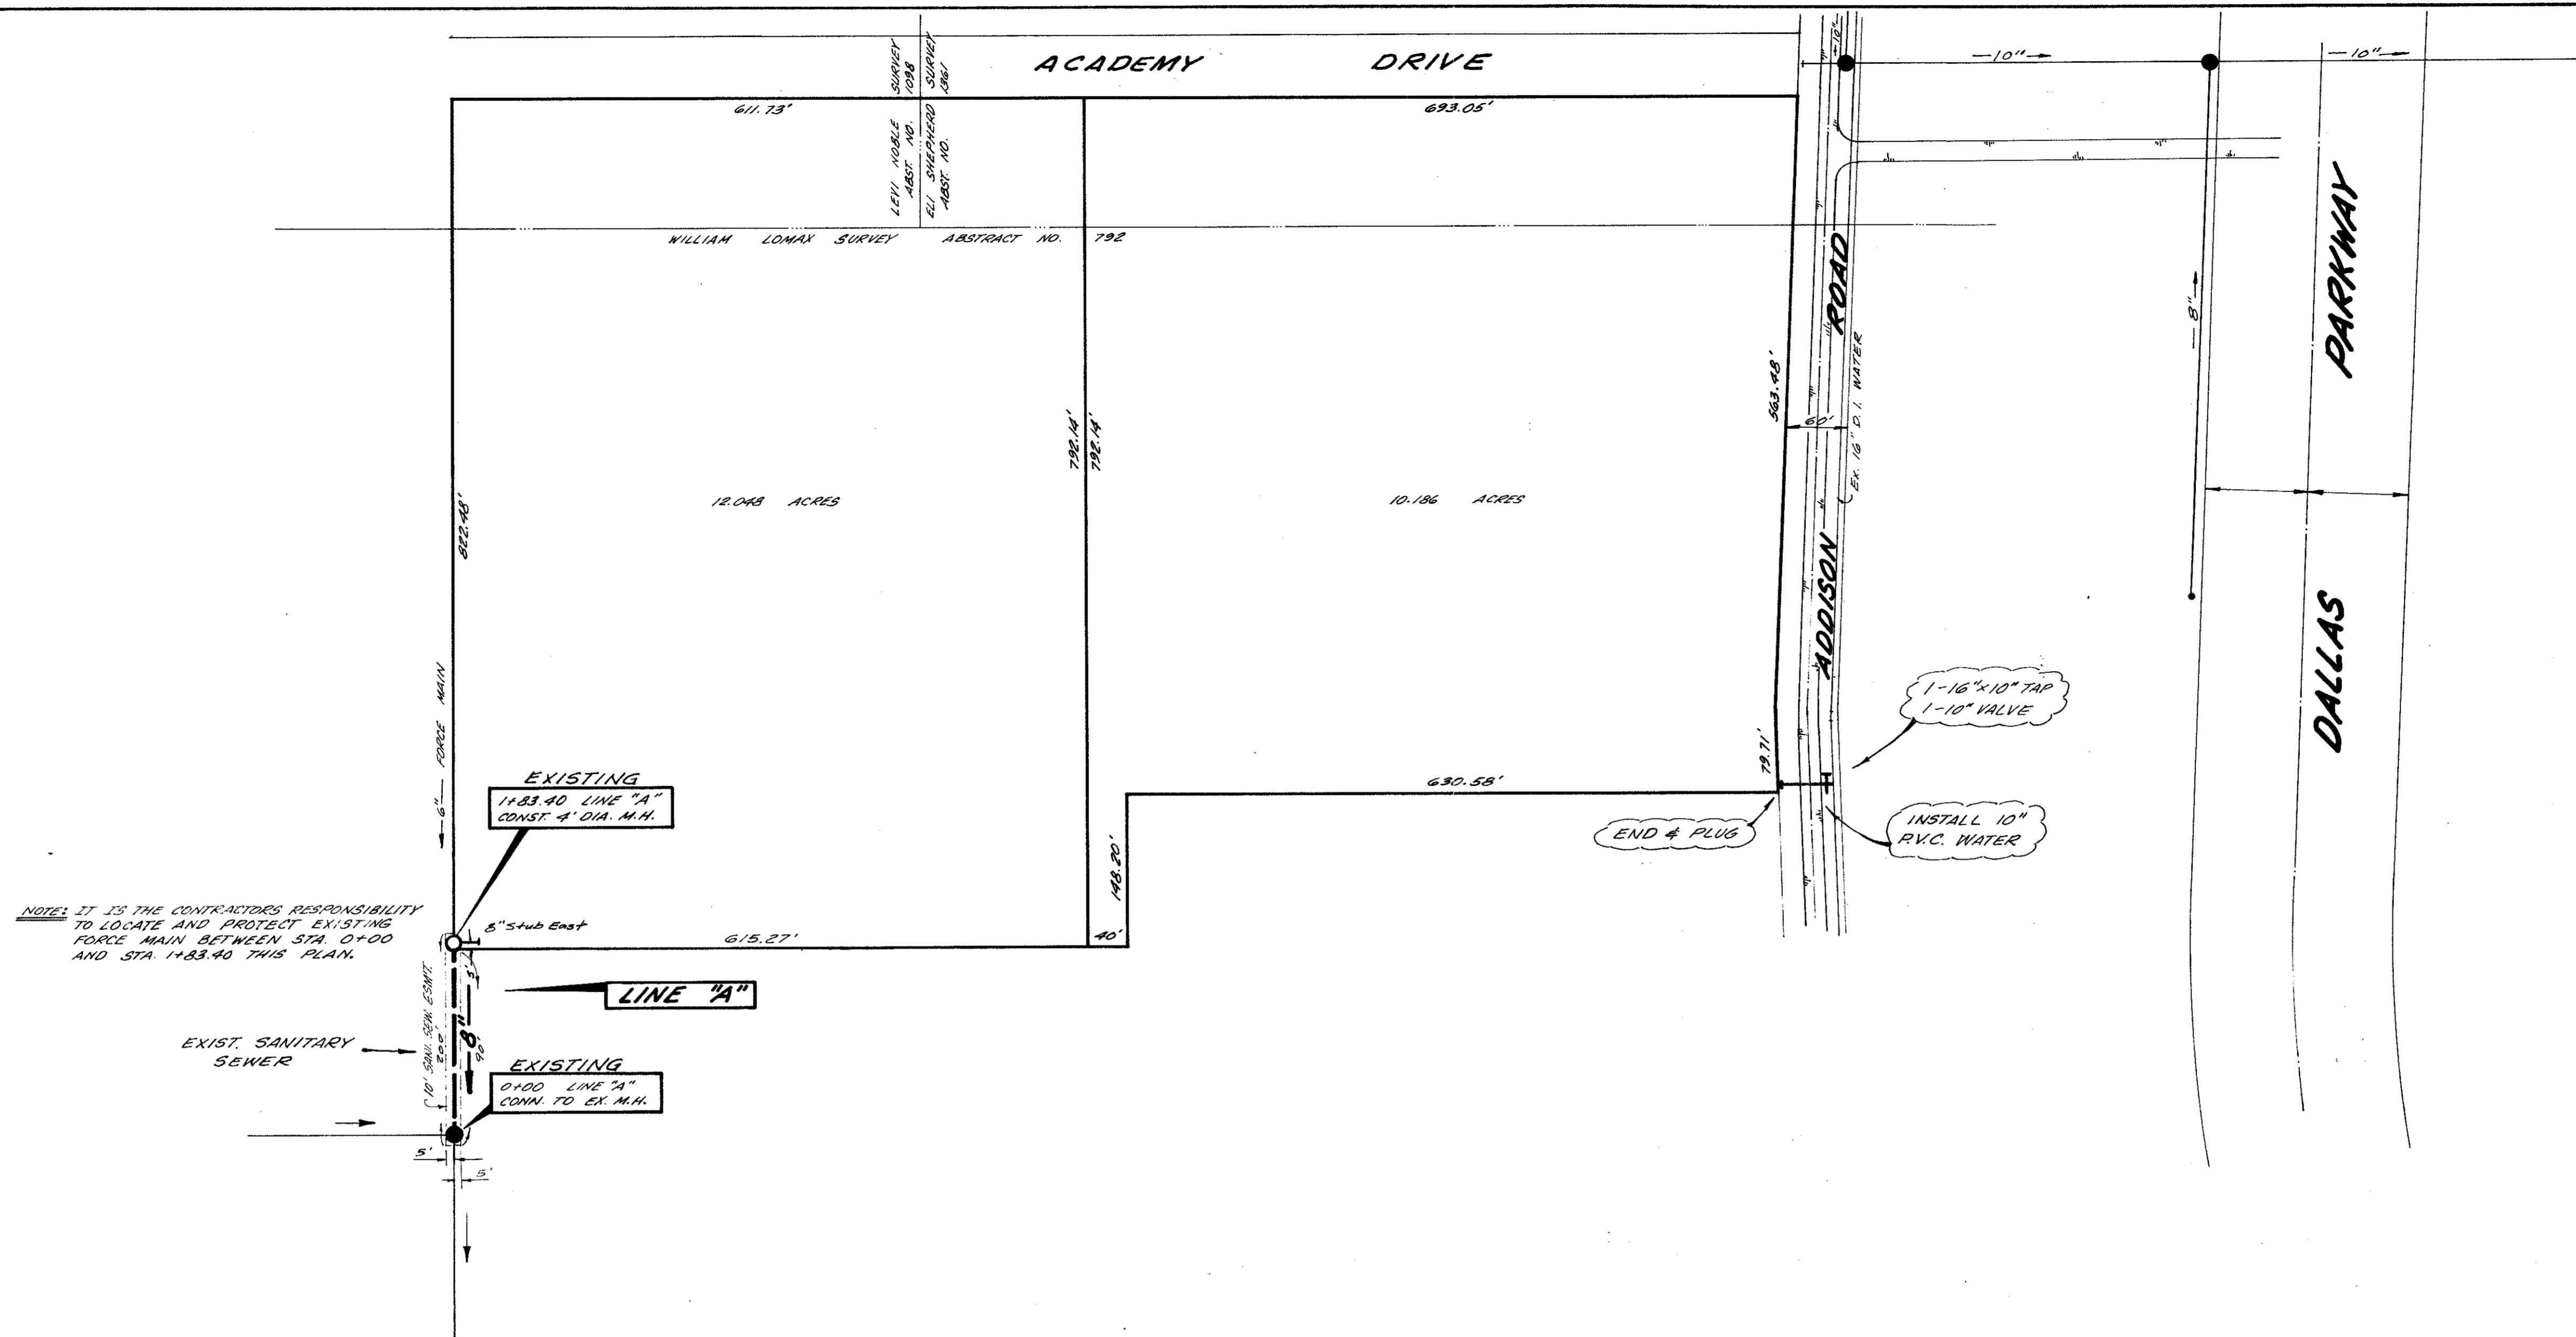 ACADEMY DRIVE
LEVI NOBLE SURVEY
ABST. NO. 1098
ELI SHEPHERD SURVEY
ABST. NO. 1361
611.73'
693.05'
10"
10"
10"
WILLIAM LOMAX SURVEY ABSTRACT NO. 792
822.48'
792.14'
792.14'
563.48'
60'
ADDISON ROAD
EX. 16" D.I. WATER
8"
DALLAS PARKWAY
12.048 ACRES
10.186 ACRES
6" FORCE MAIN
EXISTING
1+83.40 LINE "A"
CONST. 4' DIA. M.H.
79.71'
630.58'
1-16"x10" TAP
1-10" VALVE
INSTALL 10"
P.V.C. WATER
END & PLUG
148.20'
40'
615.27'
8" Stub East
NOTE: IT IS THE CONTRACTORS RESPONSIBILITY
TO LOCATE AND PROTECT EXISTING
FORCE MAIN BETWEEN STA. 0+00
AND STA. 1+83.40 THIS PLAN.
5'
LINE "A"
10' SANI. SEW. ESMT.
200'
8"
90'
EXIST. SANITARY
SEWER
EXISTING
0+00 LINE "A"
CONN. TO EX. M.H.
5'
5'